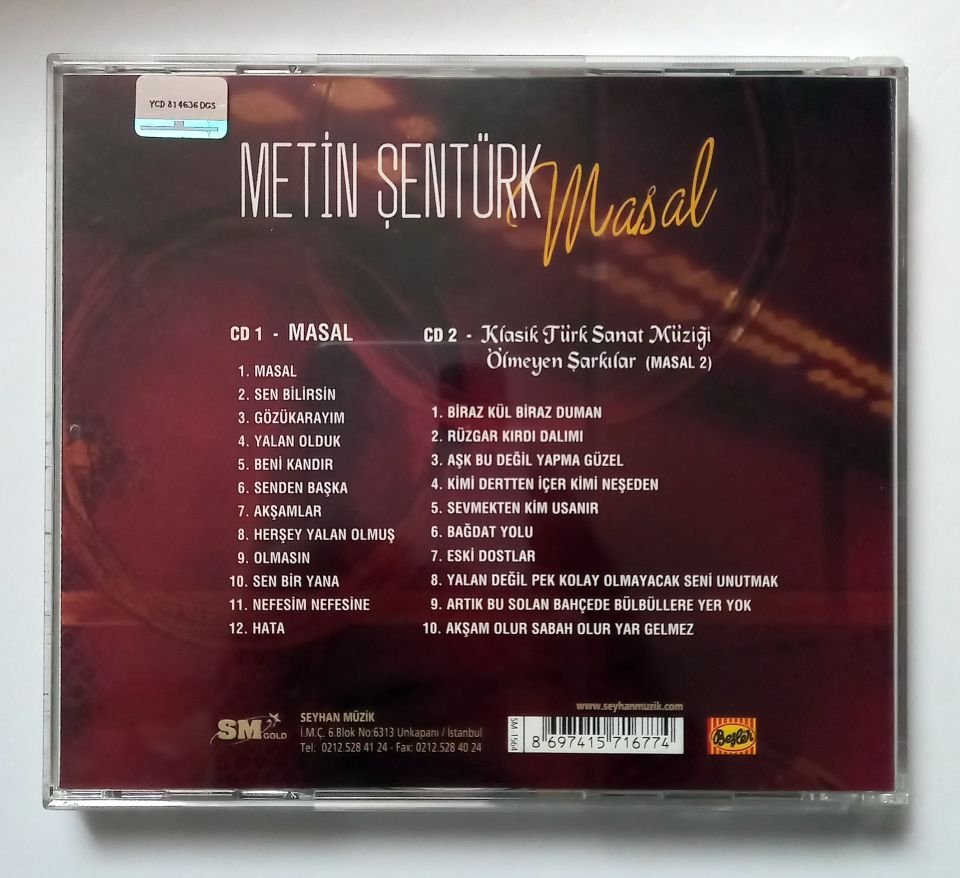 YCD 814636 DGS
METİN ŞENTÜRK Masal
CD 1 - MASAL
1. MASAL
2. SEN BİLİRSİN
3. GÖZÜKARAYIM
4. YALAN OLDUK
5. BENİ KANDIR
6. SENDEN BAŞKA
7. AKŞAMLAR
8. HERŞEY YALAN OLMUŞ
9. OLMASIN
10. SEN BİR YANA
11. NEFESİM NEFESİNE
12. HATA
CD 2 - Klasik Türk Sanat Müziği
Ölmeyen Şarkılar (MASAL 2)
1. BİRAZ KÜL BİRAZ DUMAN
2. RÜZGAR KIRDI DALIMI
3. AŞK BU DEĞİL YAPMA GÜZEL
4. KİMİ DERTTEN İÇER KİMİ NEŞEDEN
5. SEVMEKTEN KİM USANIR
6. BAĞDAT YOLU
7. ESKİ DOSTLAR
8. YALAN DEĞİL PEK KOLAY OLMAYACAK SENİ UNUTMAK
9. ARTIK BU SOLAN BAHÇEDE BÜLBÜLLERE YER YOK
10. AKŞAM OLUR SABAH OLUR YAR GELMEZ
SM GOLD
SEYHAN MÜZİK
İ.M.Ç. 6.Blok No:6313 Unkapanı / İstanbul
Tel: 0212.528 41 24 - Fax: 0212.528 40 24
www.seyhanmuzik.com
SM 1564
8 697415 716774
Beşler